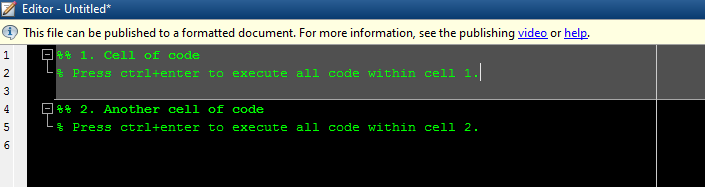 Editor - Untitled*
This file can be published to a formatted document. For more information, see the publishing video or help.
1 %% 1. Cell of code
2 % Press ctrl+enter to execute all code within cell 1.
3
4 %% 2. Another cell of code
5 % Press ctrl+enter to execute all code within cell 2.
6